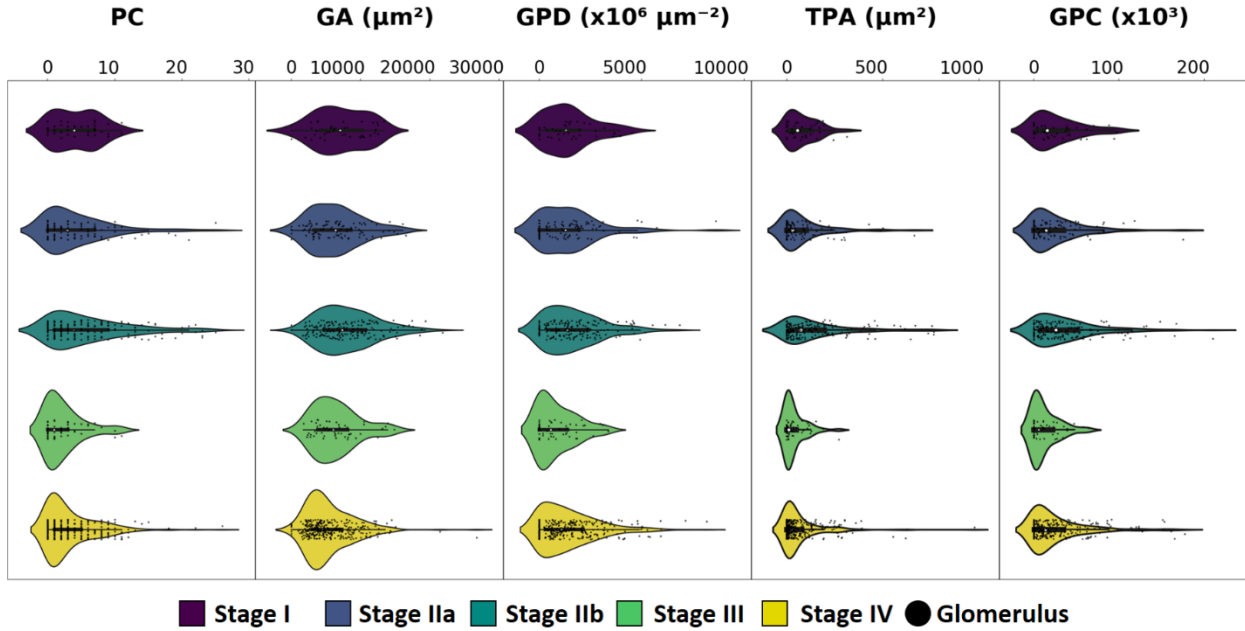 PC GA (μm²) GPD (x10⁶ μm⁻²) TPA (μm²) GPC (x10³)
0 10 20 30 0 10000 20000 30000 0 5000 10000 0 500 1000 0 100 200
Stage I Stage IIa Stage IIb Stage III Stage IV Glomerulus